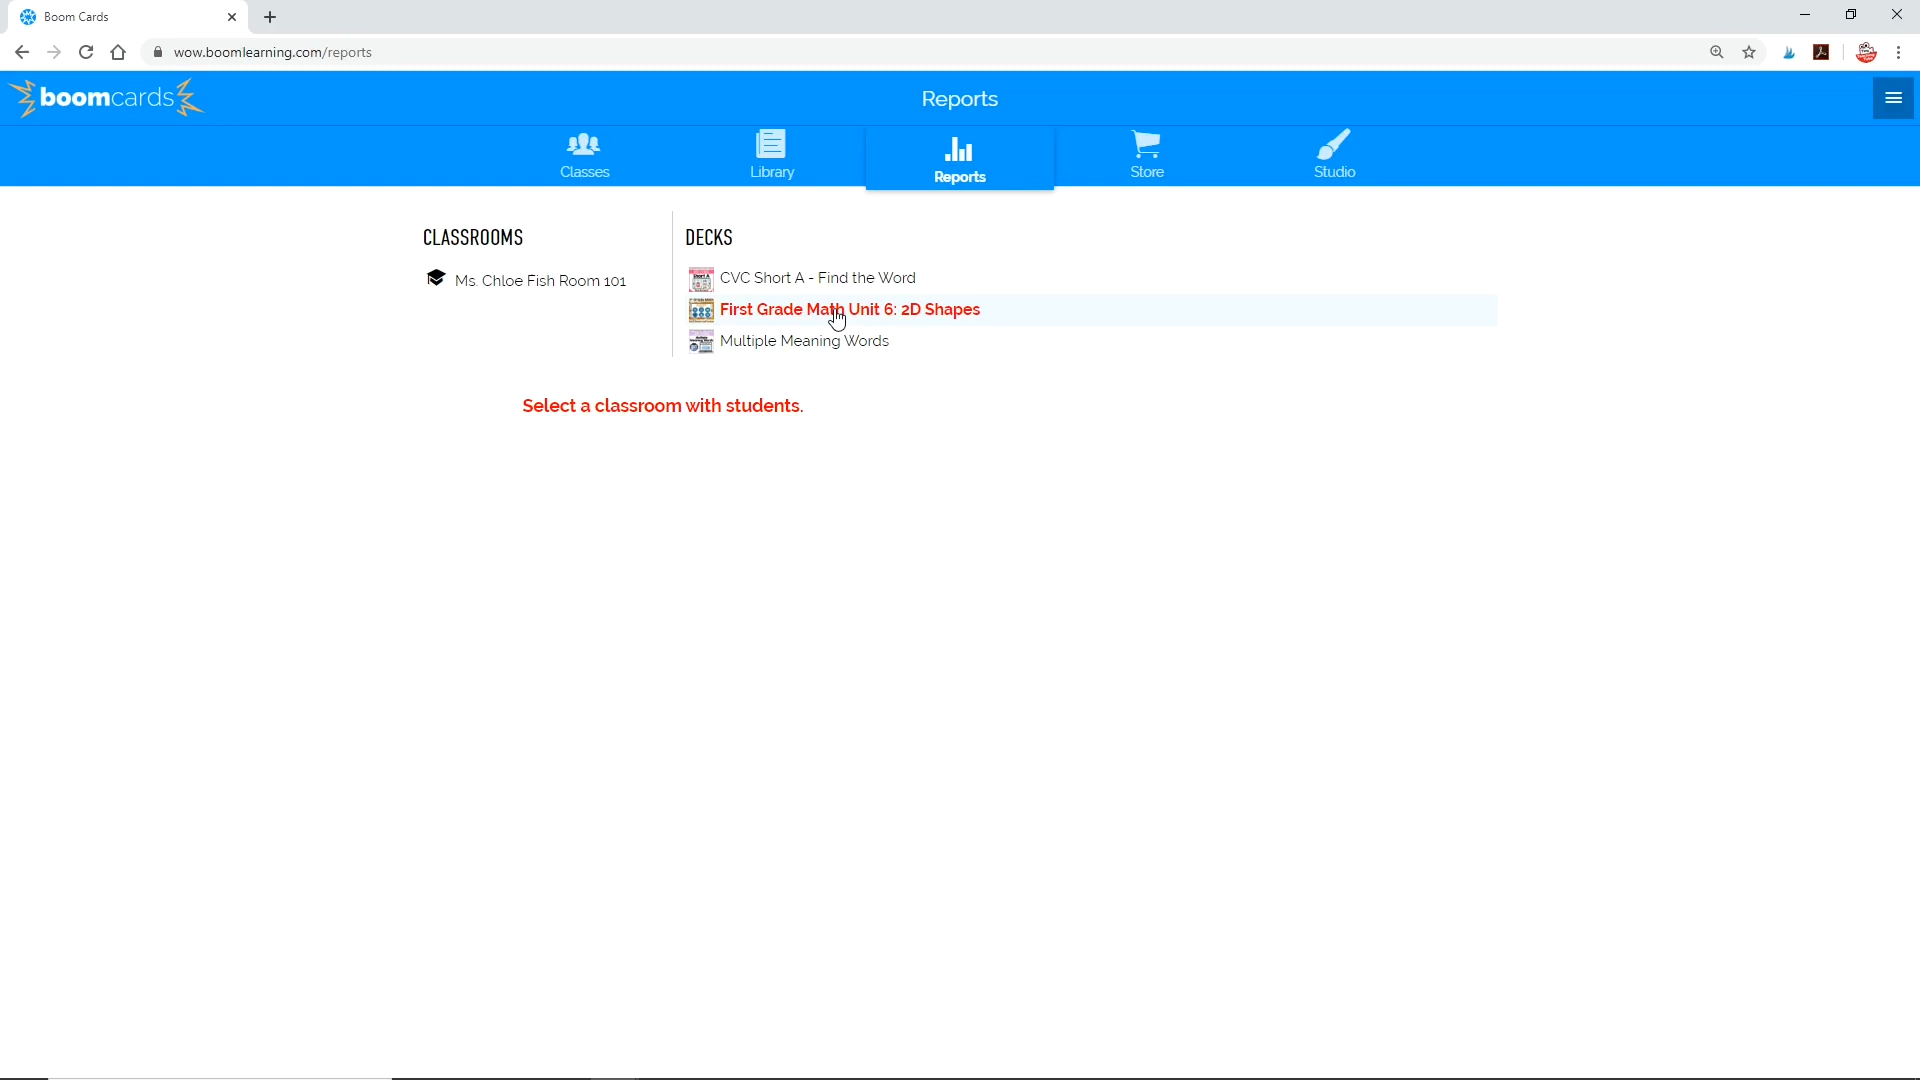 Boom Cards
wow.boomlearning.com/reports
boomcards
Reports
Classes
Library
Reports
Store
Studio
CLASSROOMS
Ms. Chloe Fish Room 101
DECKS
CVC Short A - Find the Word
First Grade Math Unit 6: 2D Shapes
Multiple Meaning Words
Select a classroom with students.